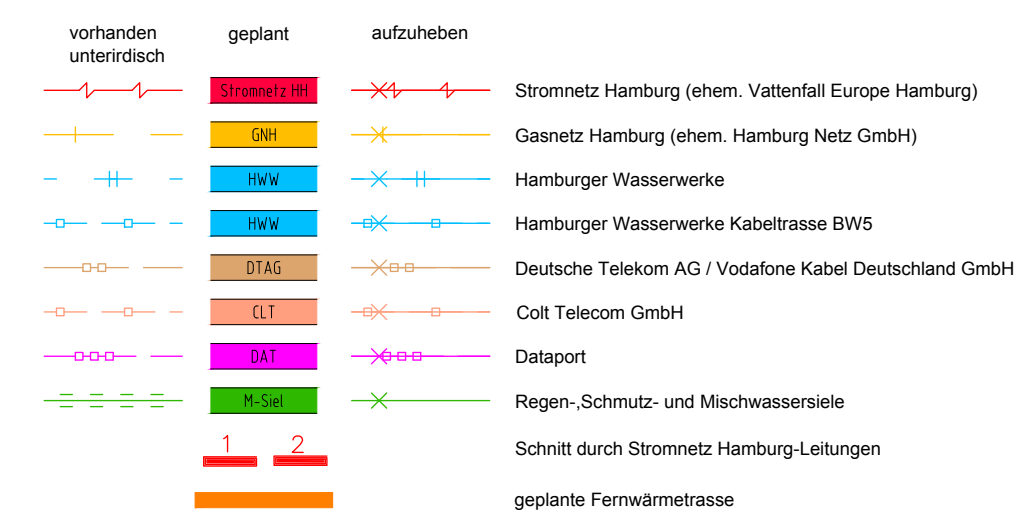 vorhanden
unterirdisch
geplant
aufzuheben
Stromnetz HH
Stromnetz Hamburg (ehem. Vattenfall Europe Hamburg)
GNH
Gasnetz Hamburg (ehem. Hamburg Netz GmbH)
HWW
Hamburger Wasserwerke
HWW
Hamburger Wasserwerke Kabeltrasse BW5
DTAG
Deutsche Telekom AG / Vodafone Kabel Deutschland GmbH
CLT
Colt Telecom GmbH
DAT
Dataport
M-Siel
Regen-,Schmutz- und Mischwassersiele
1 2
Schnitt durch Stromnetz Hamburg-Leitungen
geplante Fernwärmetrasse